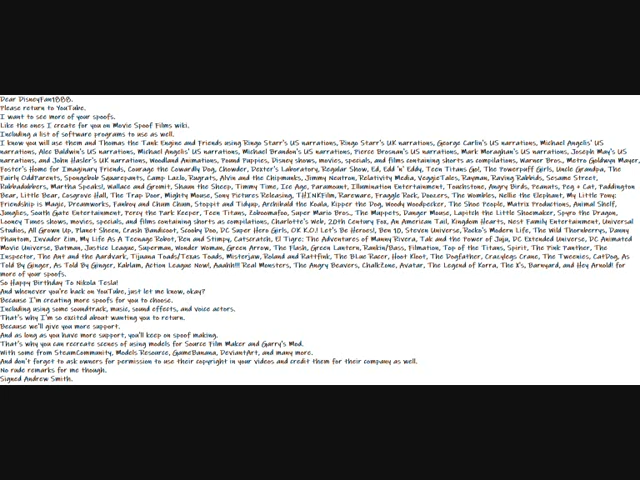 Dear DisneyFan1888.
Please return to YouTube.
I want to see more of your spoofs.
Like the ones I create for you on Movie Spoof Films wiki.
Including a list of software programs to use as well.
I know you will use them and Thomas the Tank Engine and Friends using Ringo Starr's US narrations, Ringo Starr's UK narrations, George Carlin's US narrations, Michael Angelis' US
narrations, Alec Baldwin's US narrations, Michael Angelis' US narrations, Michael Brandon's US narrations, Pierce Brosnan's US narrations, Mark Moraghan's US narrations, Joseph May's US
narrations, and John Hasler's UK narrations, Woodland Animations, Pound Puppies, Disney shows, movies, specials, and films containing shorts as compilations, Warner Bros., Metro Goldwyn Mayer,
Foster's Home for Imaginary Friends, Courage the Cowardly Dog, Chowder, Dexter's Laboratory, Regular Show, Ed, Edd 'n' Eddy, Teen Titans Go!, The Powerpuff Girls, Uncle Grandpa, The
Fairly OddParents, Spongebob Squarepants, Camp Lazlo, Rugrats, Alvin and the Chipmunks, Jimmy Neutron, Relativity Media, VeggieTales, Rayman, Raving Rabbids, Sesame Street,
Rubbadubbers, Martha Speaks!, Wallace and Gromit, Shaun the Sheep, Timmy Time, Ice Age, Paramount, Illumination Entertainment, Touchstone, Angry Birds, Peanuts, Peg + Cat, Paddington
Bear, Little Bear, Cosgrove Hall, The Trap Door, Mighty Mouse, Sony Pictures Releasing, THINKFilm, Rareware, Fraggle Rock, Doozers, The Wombles, Nellie the Elephant, My Little Pony:
Friendship is Magic, Dreamworks, Fanboy and Chum Chum, Stoppit and Tidyup, Archibald the Koala, Kipper the Dog, Woody Woodpecker, The Shoe People, Matrix Productions, Animal Shelf,
Janglies, South Gate Entertainment, Percy the Park Keeper, Teen Titans, Zaboomafoo, Super Mario Bros., The Muppets, Danger Mouse, Lapitch the Little Shoemaker, Spyro the Dragon,
Looney Tunes shows, movies, specials, and films containing shorts as compilations, Charlotte's Web, 20th Century Fox, An American Tail, Kingdom Hearts, Nest Family Entertainment, Universal
Studios, All Grown Up, Planet Sheen, Crash Bandicoot, Scooby Doo, DC Super Hero Girls, OK K.O.! Let's Be Heroes!, Ben 10, Steven Universe, Rocko's Modern Life, The Wild Thornberrys, Danny
Phantom, Invader Zim, My Life As A Teenage Robot, Ren and Stimpy, Catscratch, El Tigre: The Adventures of Manny Rivera, Tak and the Power of Juju, DC Extended Universe, DC Animated
Movie Universe, Batman, Justice League, Superman, Wonder Woman, Green Arrow, The Flash, Green Lantern, Rankin/Bass, Filmation, Top of the Titans, Spirit, The Pink Panther, The
Inspector, The Ant and the Aardvark, Tijuana Toads/Texas Toads, Misterjaw, Roland and Rattfink, The Blue Racer, Hoot Kloot, The Dogfather, Crazylegs Crane, The Tweenies, CatDog, As
Told By Ginger, As Told By Ginger, Kablam, Action League Now!, Aaahh!!! Real Monsters, The Angry Beavers, ChalkZone, Avatar, The Legend of Korra, The X's, Barnyard, and Hey Arnold! for
more of your spoofs.
So Happy Birthday To Nikola Tesla!
And whenever you're back on YouTube, just let me know, okay?
Because I'm creating more spoofs for you to choose.
Including using some soundtrack, music, sound effects, and voice actors.
That's why I'm so excited about wanting you to return.
Because we'll give you more support.
And as long as you have more support, you'll keep on spoof making.
That's why you can recreate scenes of using models for Source Film Maker and Garry's Mod.
With some from SteamCommunity, Models Resource, GameBanana, DeviantArt, and many more.
And don't forget to ask owners for permission to use their copyright in your videos and credit them for their company as well.
No rude remarks for me though.
Signed Andrew Smith.